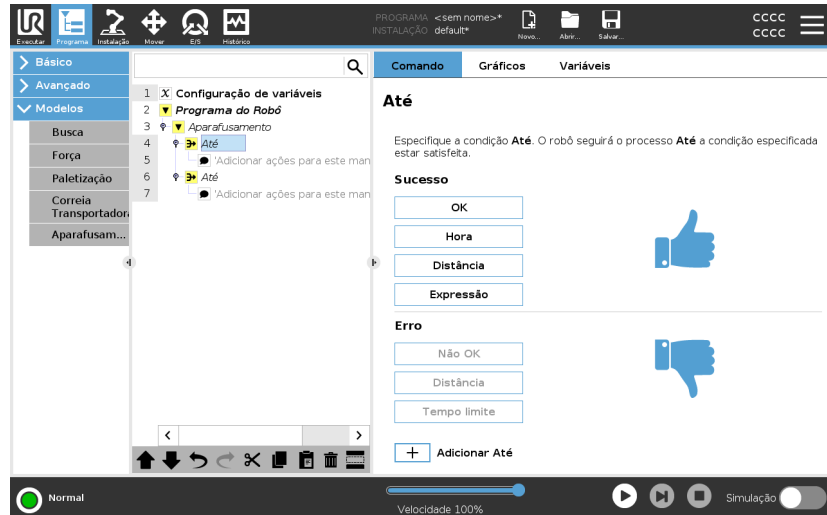 UR
Executar
Programa
Instalação
Mover
E/S
Histórico
PROGRAMA <sem nome>*
INSTALAÇÃO default*
Novo...
Abrir...
Salvar...
CCCC
CCCC
Básico
Avançado
Modelos
Busca
Força
Paletização
Correia
Transportador
Aparafusam...
1 X Configuração de variáveis
2 Programa do Robô
3 Aparafusamento
4 Até
5 'Adicionar ações para este man
6 Até
7 'Adicionar ações para este man
Comando Gráficos Variáveis
Até
Especifique a condição Até. O robô seguirá o processo Até a condição especificada
estar satisfeita.
Sucesso
OK
Hora
Distância
Expressão
Erro
Não OK
Distância
Tempo limite
+ Adicionar Até
Normal
Velocidade 100%
Simulação